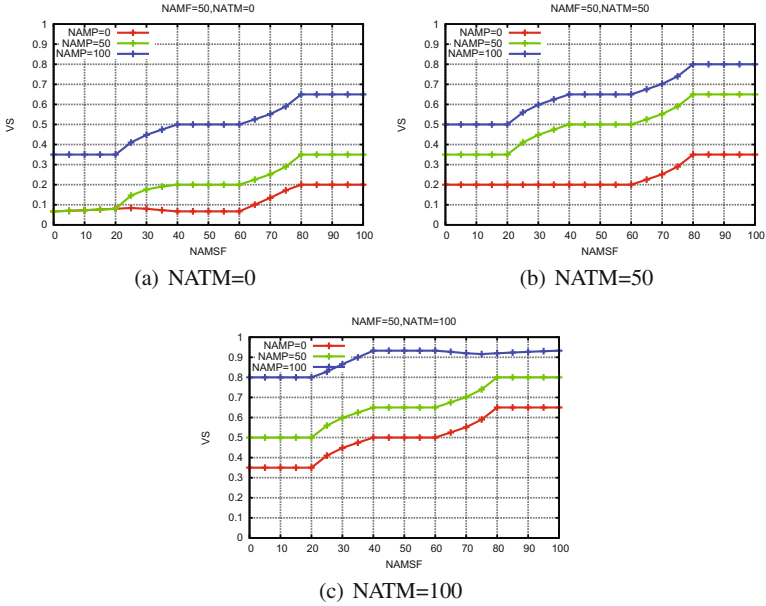 NAMF=50,NATM=0
NAMP=0
NAMP=50
NAMP=100
1
0.9
0.8
0.7
0.6
0.5
0.4
0.3
0.2
0.1
0
VS
0 10 20 30 40 50 60 70 80 90 100
NAMSF
(a) NATM=0
NAMF=50,NATM=50
NAMP=0
NAMP=50
NAMP=100
1
0.9
0.8
0.7
0.6
0.5
0.4
0.3
0.2
0.1
0
VS
0 10 20 30 40 50 60 70 80 90 100
NAMSF
(b) NATM=50
NAMF=50,NATM=100
NAMP=0
NAMP=50
NAMP=100
1
0.9
0.8
0.7
0.6
0.5
0.4
0.3
0.2
0.1
0
VS
0 10 20 30 40 50 60 70 80 90 100
NAMSF
(c) NATM=100